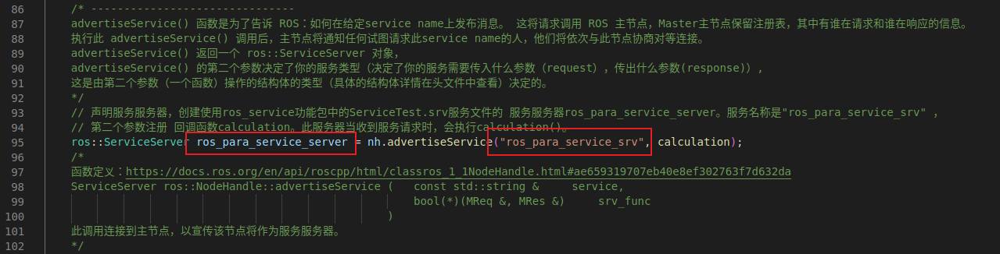 86 /* -------------------------------
87 advertiseService() 函数是为了告诉 ROS：如何在给定service name上发布消息。 这将请求调用 ROS 主节点，Master主节点保留注册表，其中有谁在请求和谁在响应的信息。
88 执行此 advertiseService() 调用后，主节点将通知任何试图请求此service name的人，他们将依次与此节点协商对等连接。
89 advertiseService() 返回一个 ros::ServiceServer 对象，
90 advertiseService() 的第二个参数决定了你的服务类型（决定了你的服务需要传入什么参数（request），传出什么参数(response)），
91 这是由第二个参数（一个函数）操作的结构体的类型（具体的结构体详情在头文件中查看）决定的。
92 */
93 // 声明服务服务器，创建使用ros_service功能包中的ServiceTest.srv服务文件的 服务服务器ros_para_service_server。服务名称是"ros_para_service_srv" ，
94 // 第二个参数注册 回调函数calculation。此服务器当收到服务请求时，会执行calculation()。
95 ros::ServiceServer ros_para_service_server = nh.advertiseService("ros_para_service_srv", calculation);
96 /*
97 函数定义：https://docs.ros.org/en/api/roscpp/html/classros_1_1NodeHandle.html#ae659319707eb40e8ef302763f7d632da
98 ServiceServer ros::NodeHandle::advertiseService ( const std::string & service,
99 bool(*)(MReq &, MRes &) srv_func
100 )
101 此调用连接到主节点，以宣传该节点将作为服务服务器。
102 */